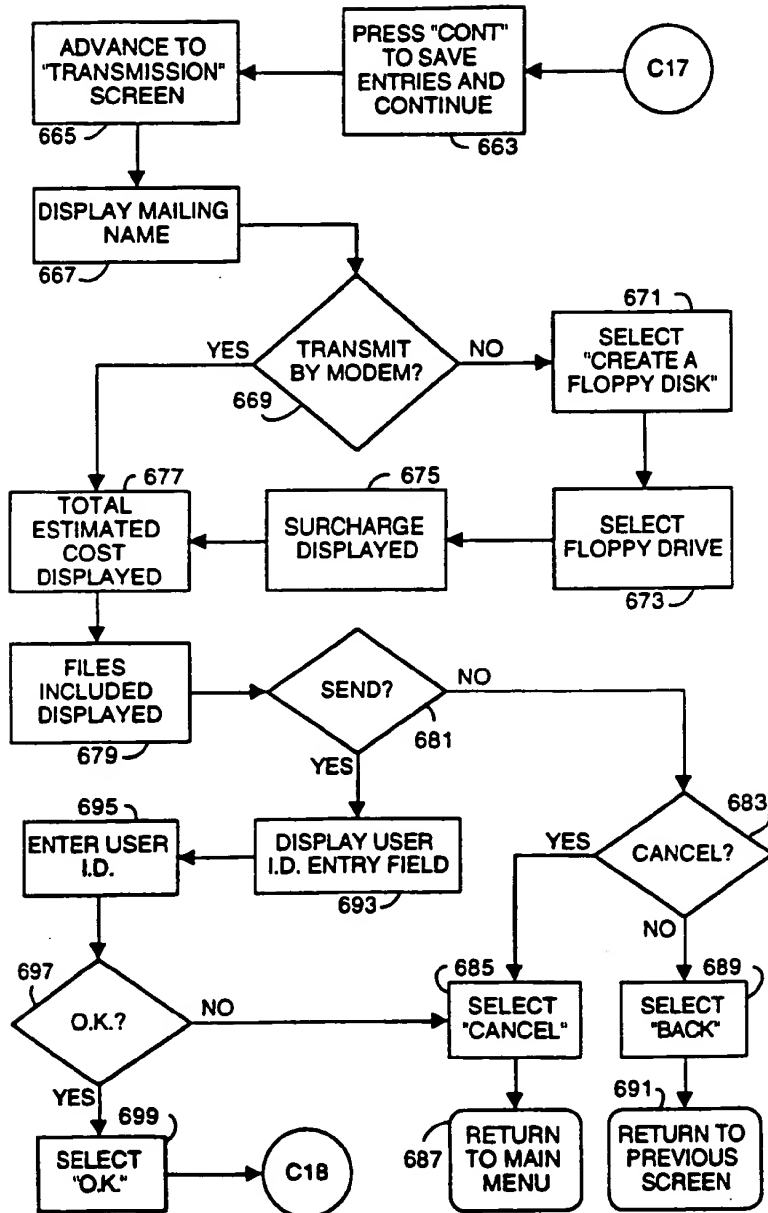 ADVANCE TO
"TRANSMISSION"
SCREEN
665
PRESS "CONT"
TO SAVE
ENTRIES AND
CONTINUE
663
C17
DISPLAY MAILING
NAME
667
TRANSMIT
BY MODEM?
669
YES
NO
671
SELECT
"CREATE A
FLOPPY DISK"
677
TOTAL
ESTIMATED
COST
DISPLAYED
675
SURCHARGE
DISPLAYED
SELECT
FLOPPY DRIVE
673
FILES
INCLUDED
DISPLAYED
679
SEND?
681
NO
YES
695
ENTER USER
I.D.
DISPLAY USER
I.D. ENTRY FIELD
693
683
CANCEL?
YES
NO
697
O.K.?
NO
YES
685
SELECT
"CANCEL"
689
SELECT
"BACK"
699
SELECT
"O.K."
C18
687
RETURN
TO MAIN
MENU
691
RETURN TO
PREVIOUS
SCREEN